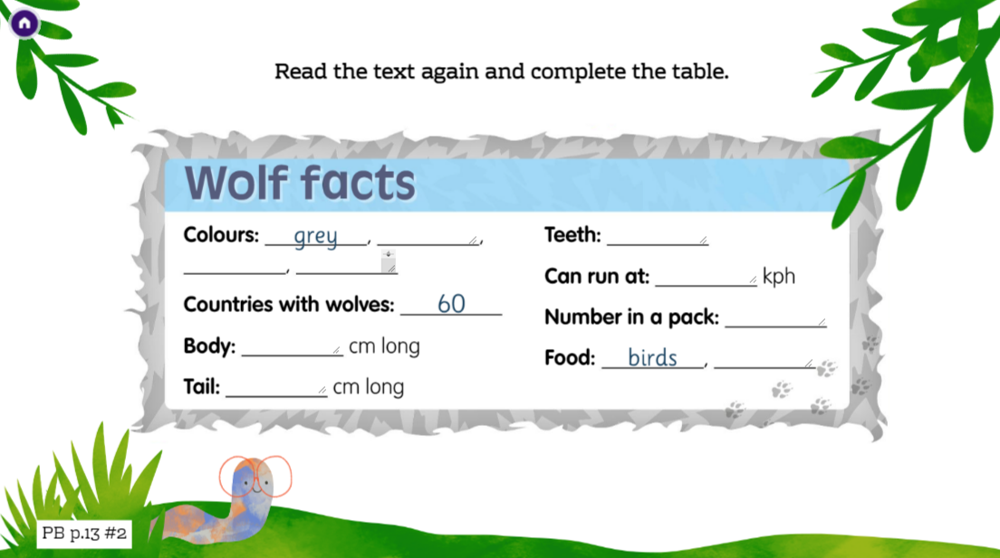 Read the text again and complete the table.
Wolf facts
Colours: grey, ,
,
Countries with wolves: 60
Body: cm long
Tail: cm long
Teeth:
Can run at: kph
Number in a pack:
Food: birds,
PB p.13 #2